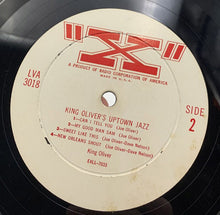 "X"
A PRODUCT OF RADIO CORPORATION OF AMERICA
MADE IN U.S.A.
LVA
3018
SIDE
2
KING OLIVER'S UPTOWN JAZZ
1—CAN I TELL YOU (Joe Oliver)
2—MY GOOD MAN SAM (Joe Oliver)
3—SWEET LIKE THIS (Joe Oliver-Dave Nelson)
4—NEW ORLEANS SHOUT (Joe Oliver-Dave Nelson)
King Oliver